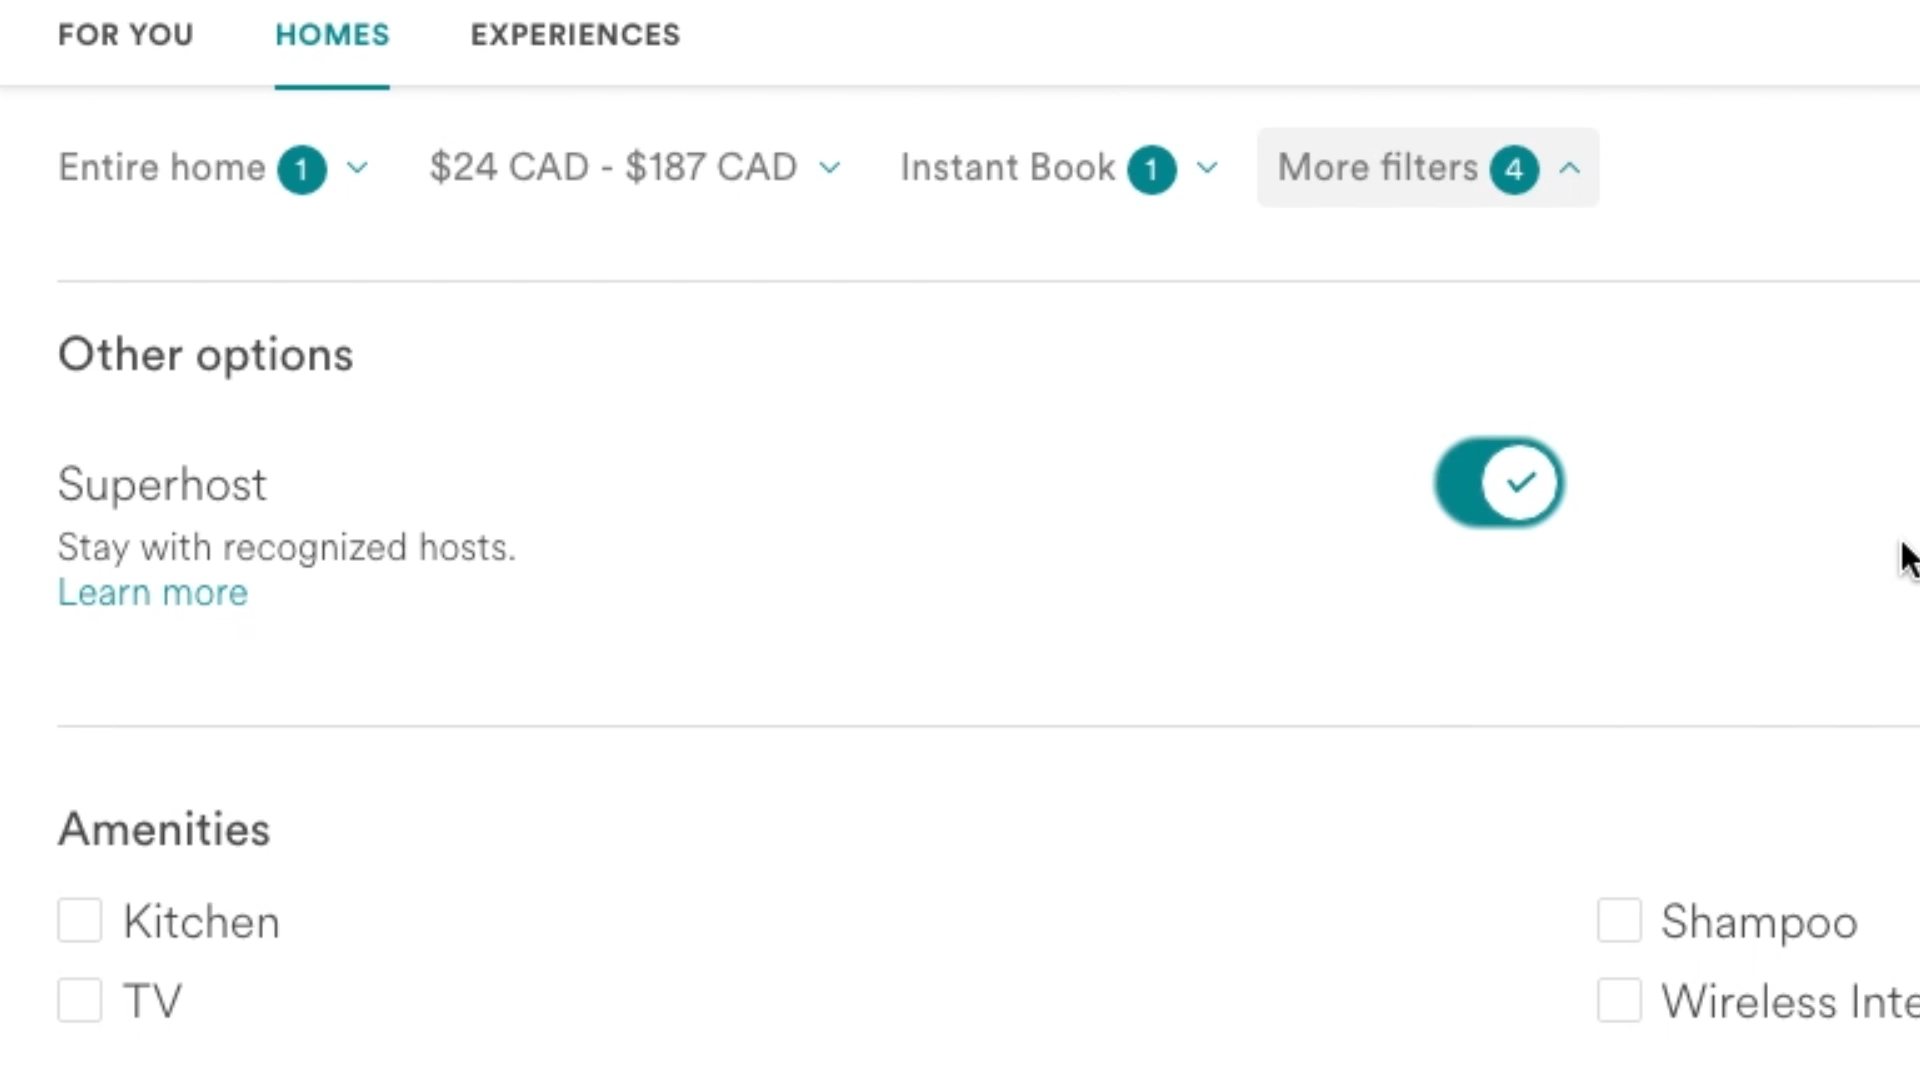 FOR YOU HOMES EXPERIENCES
Entire home 1 $24 CAD - $187 CAD Instant Book 1 More filters 4
Other options
Superhost
Stay with recognized hosts.
Learn more
Amenities
Kitchen Shampoo
TV Wireless Inte